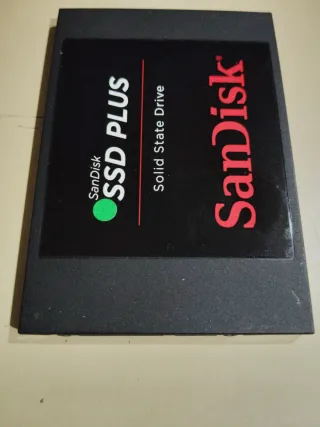 SanDisk
SSD PLUS
Solid State Drive
SanDisk